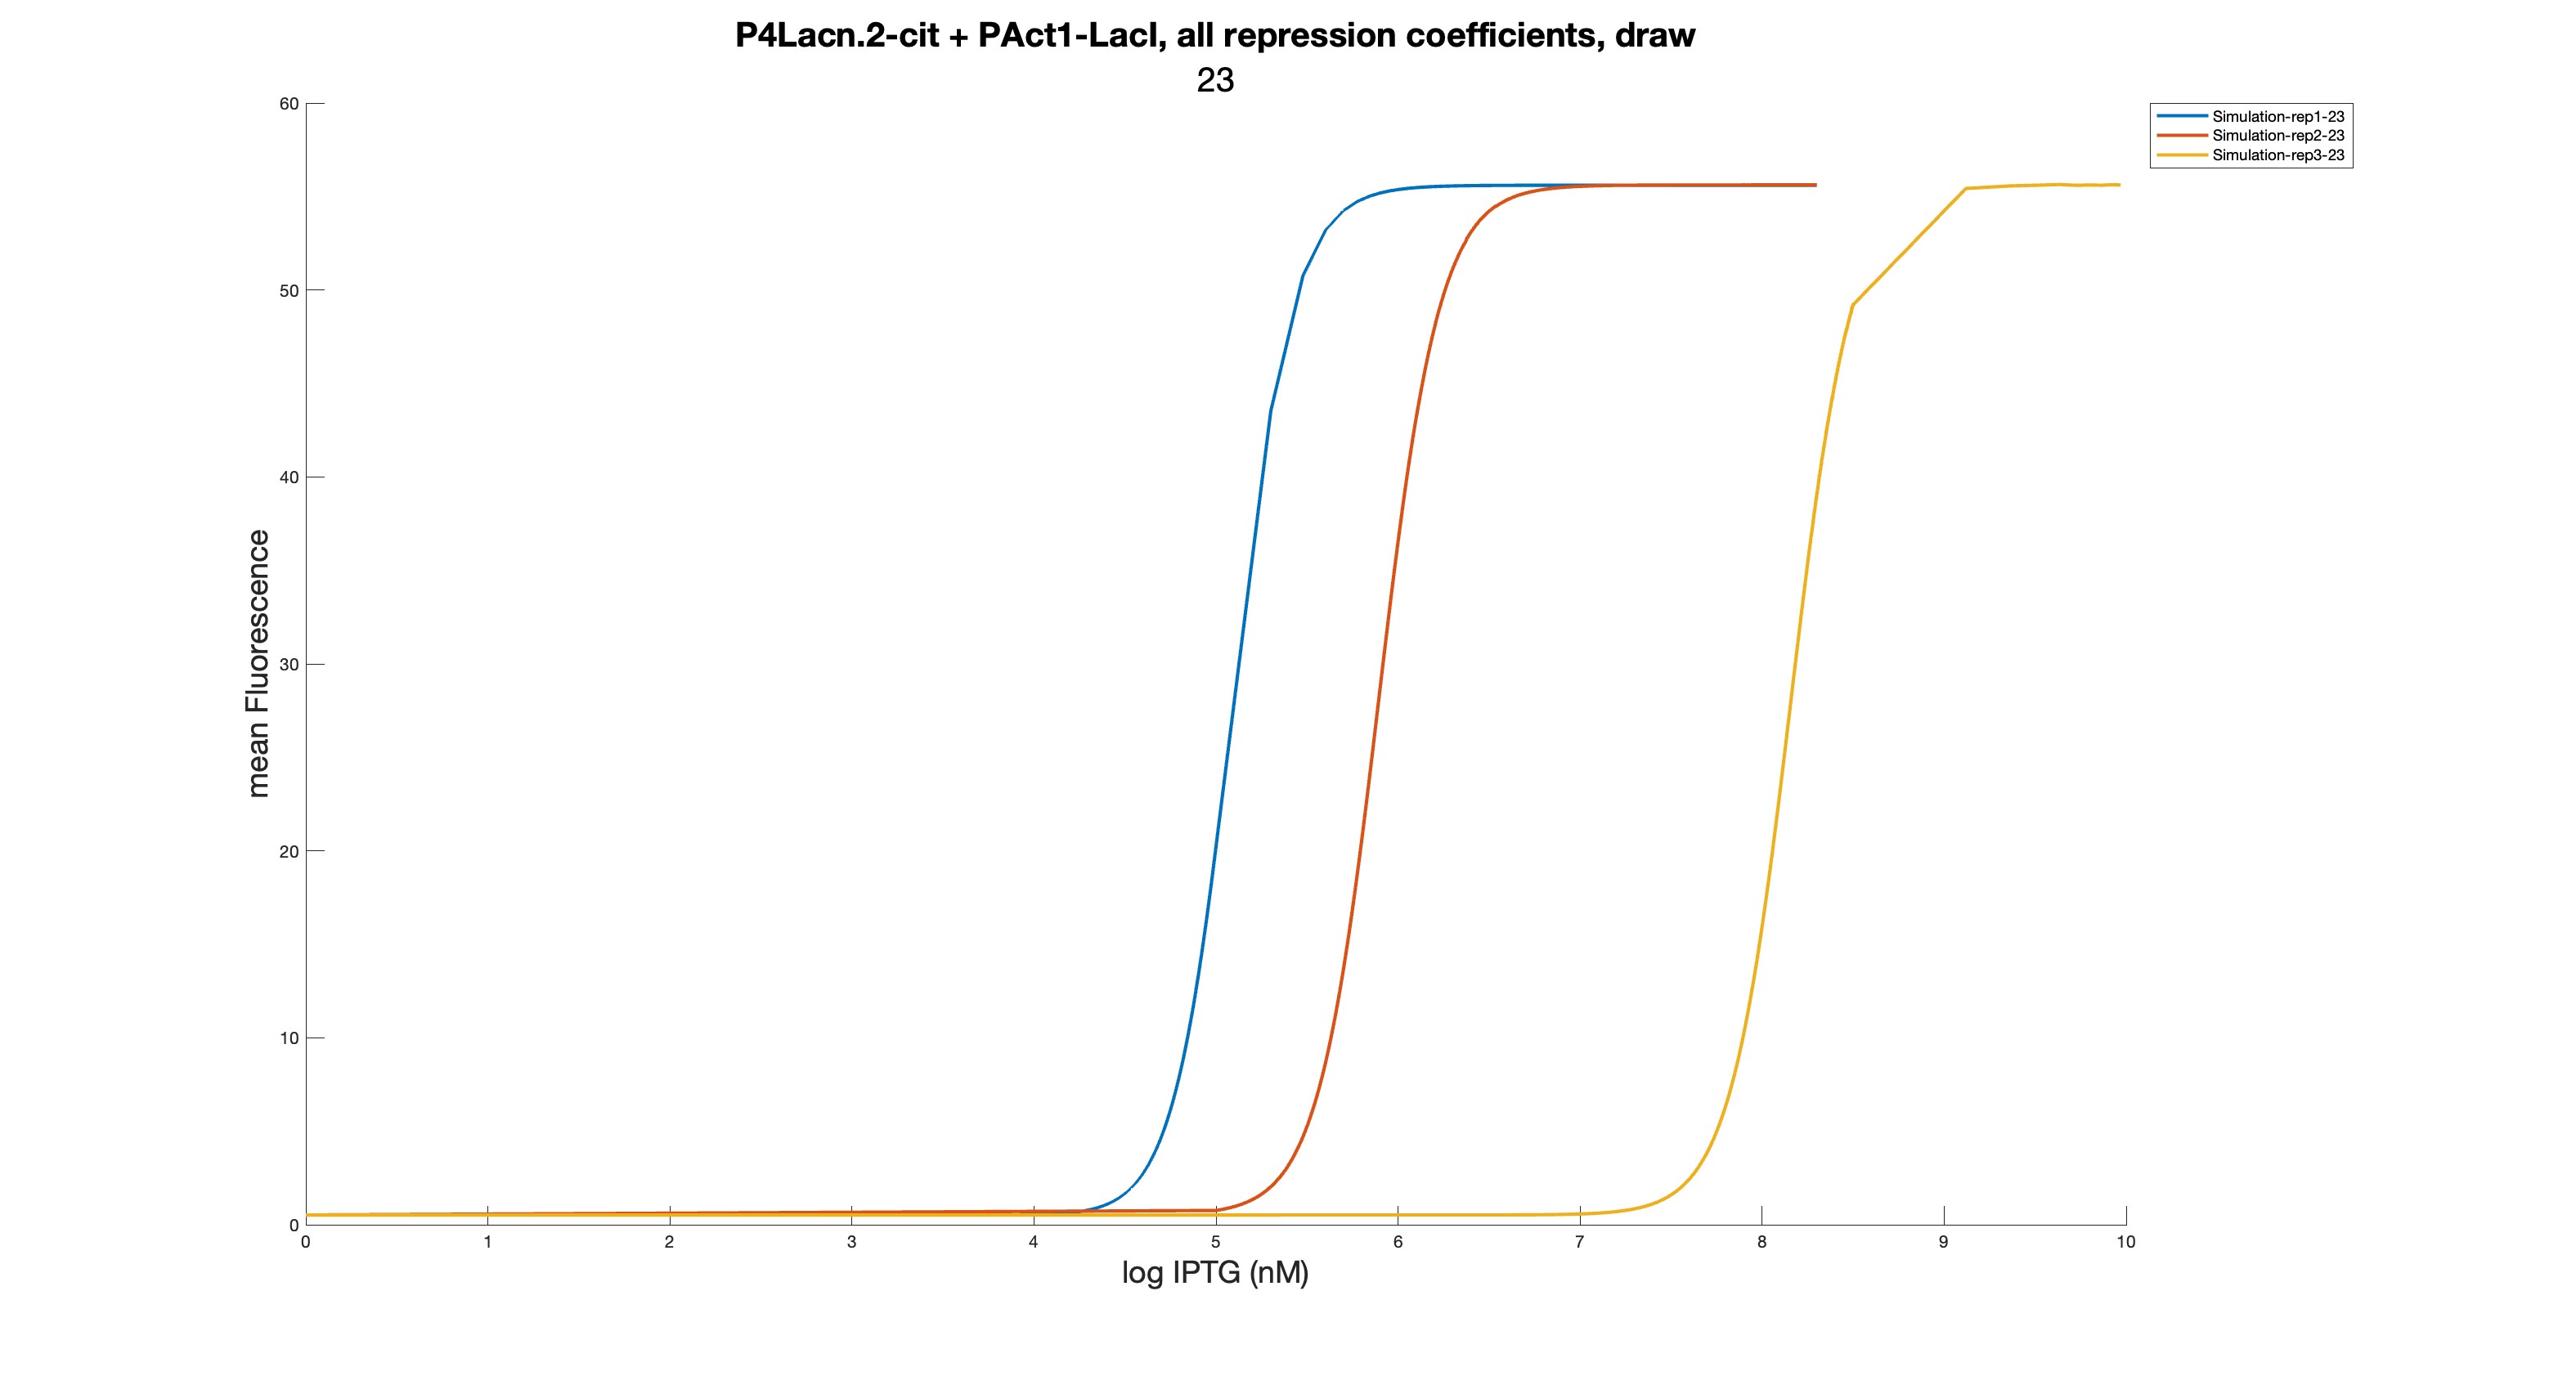 P4Lacn.2-cit + PAct1-LacI, all repression coefficients, draw
23
Simulation-rep1-23
Simulation-rep2-23
Simulation-rep3-23
60
50
40
30
20
10
0
mean Fluorescence
0 1 2 3 4 5 6 7 8 9 10
log IPTG (nM)